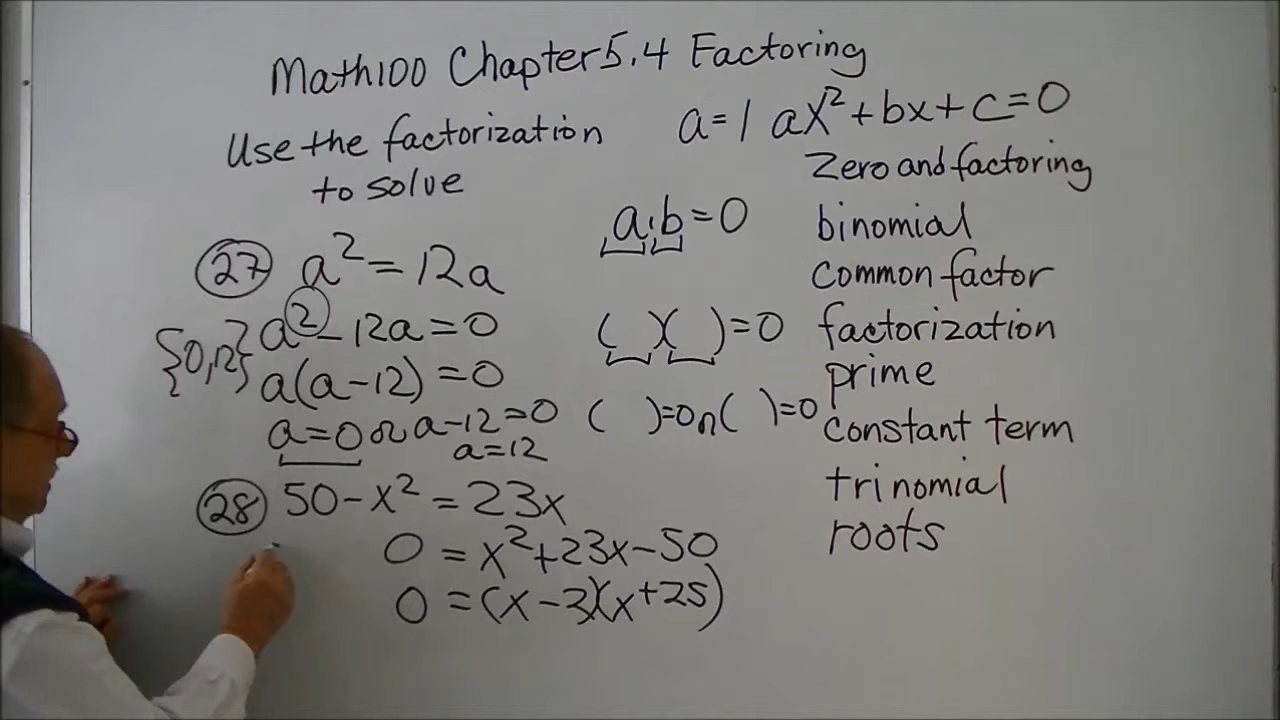 Math100 Chapter 5.4 Factoring
Use the factorization
to solve
a=1 ax²+bx+c=0
Zero and factoring
binomial
common factor
factorization
prime
constant term
trinomial
roots
a·b=0
( )( )=0
( )=0 or ( )=0
27 a²=12a
a²-12a=0
{0,12}
a(a-12)=0
a=0 or a-12=0
a=12
28 50-x²=23x
0=x²+23x-50
0=(x-2)(x+25)